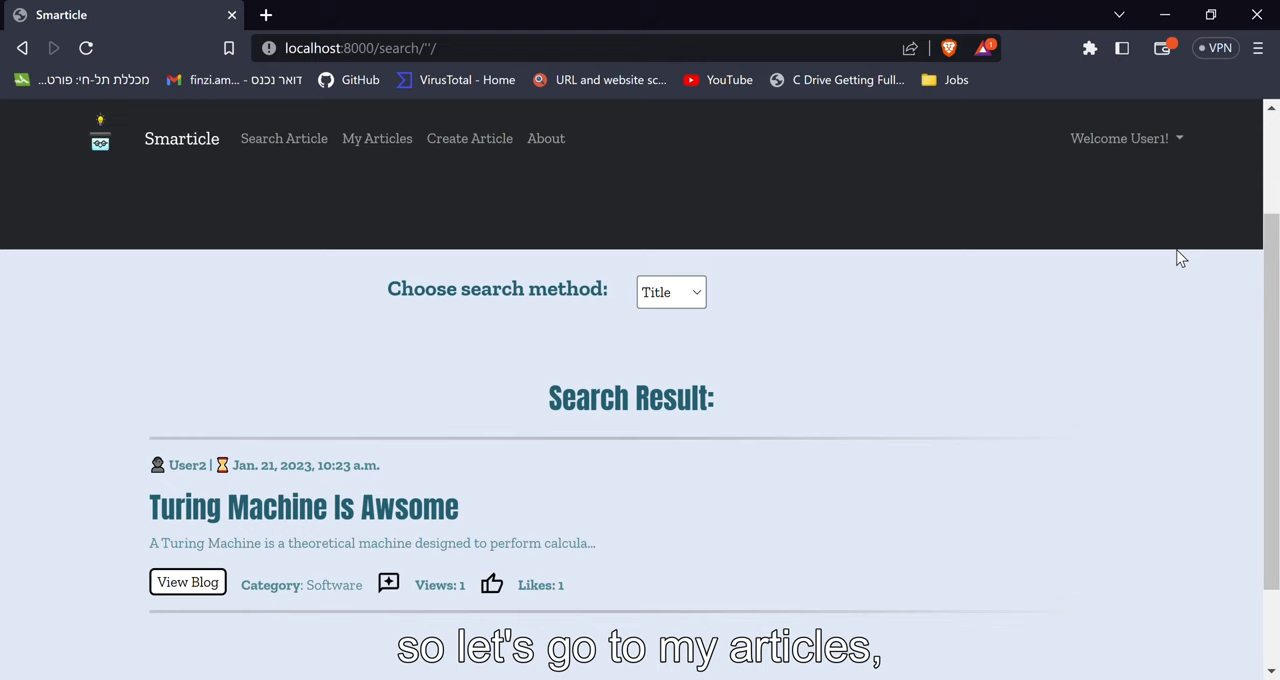 Smarticle
localhost:8000/search/''/
VPN
מכללת תל-חי: פורט...
דואר נכנס - finzi.am...
GitHub
VirusTotal - Home
URL and website sc...
YouTube
C Drive Getting Full...
Jobs
Smarticle
Search Article
My Articles
Create Article
About
Welcome User1!
Choose search method:
Title
Search Result:
User2 | Jan. 21, 2023, 10:23 a.m.
Turing Machine Is Awsome
A Turing Machine is a theoretical machine designed to perform calcula...
View Blog
Category: Software
Views: 1
Likes: 1
so let's go to my articles,